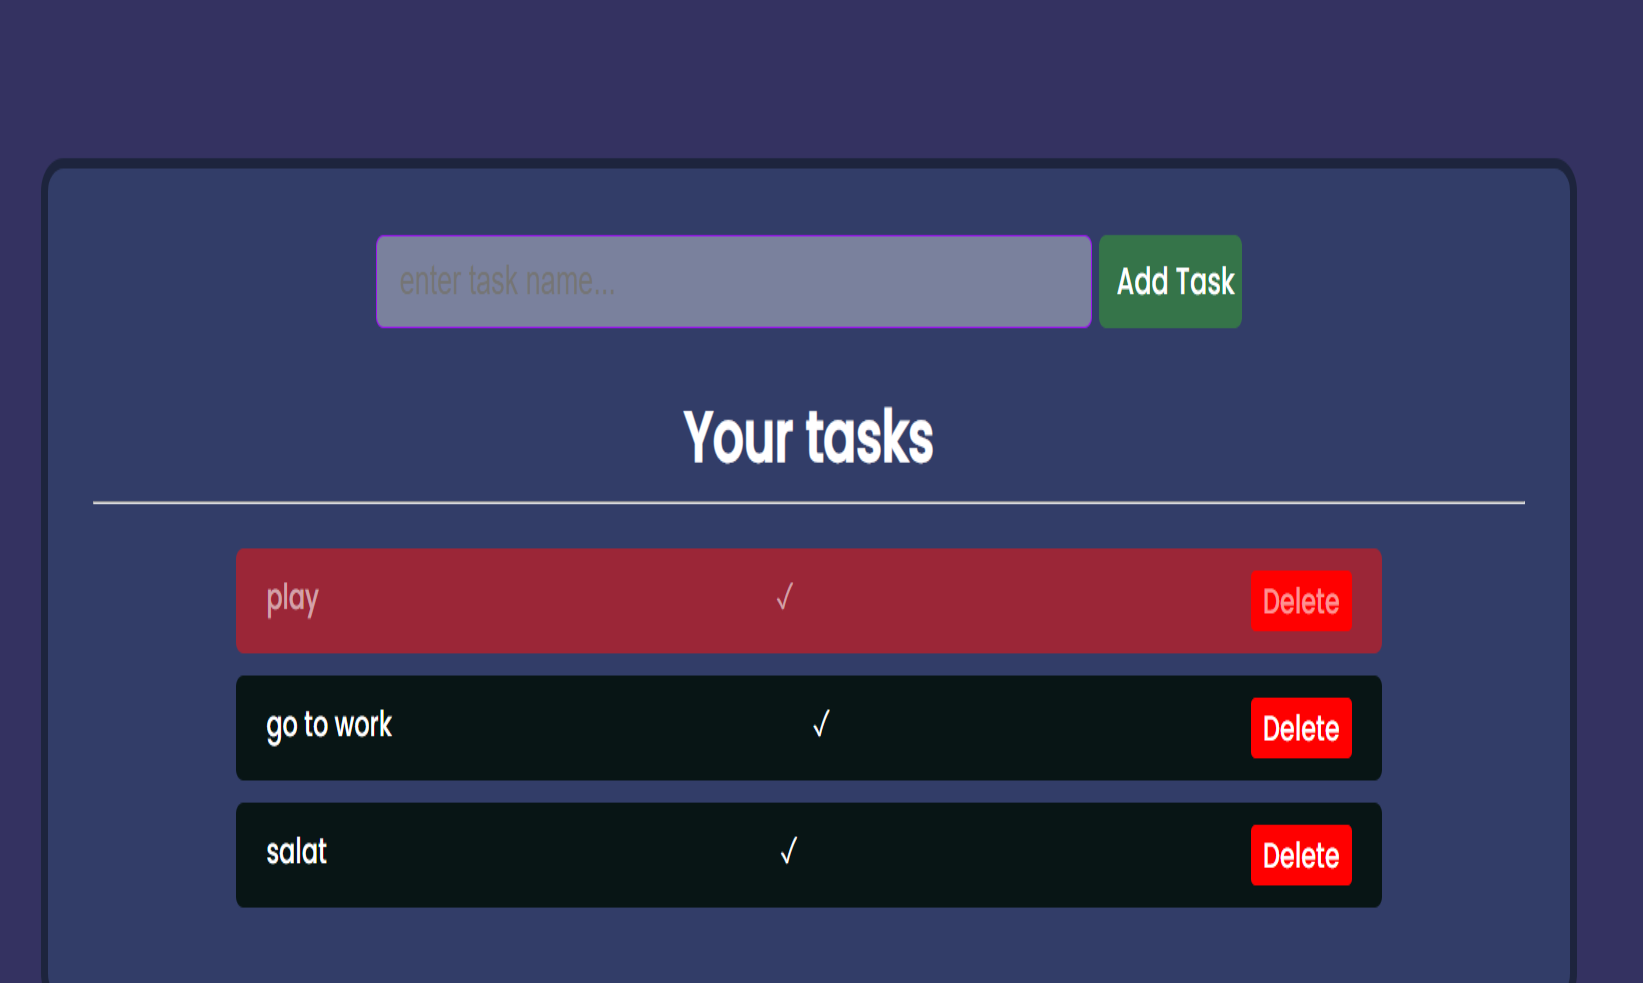 enter task name...
Add Task
Your tasks
play √ Delete
go to work √ Delete
salat √ Delete